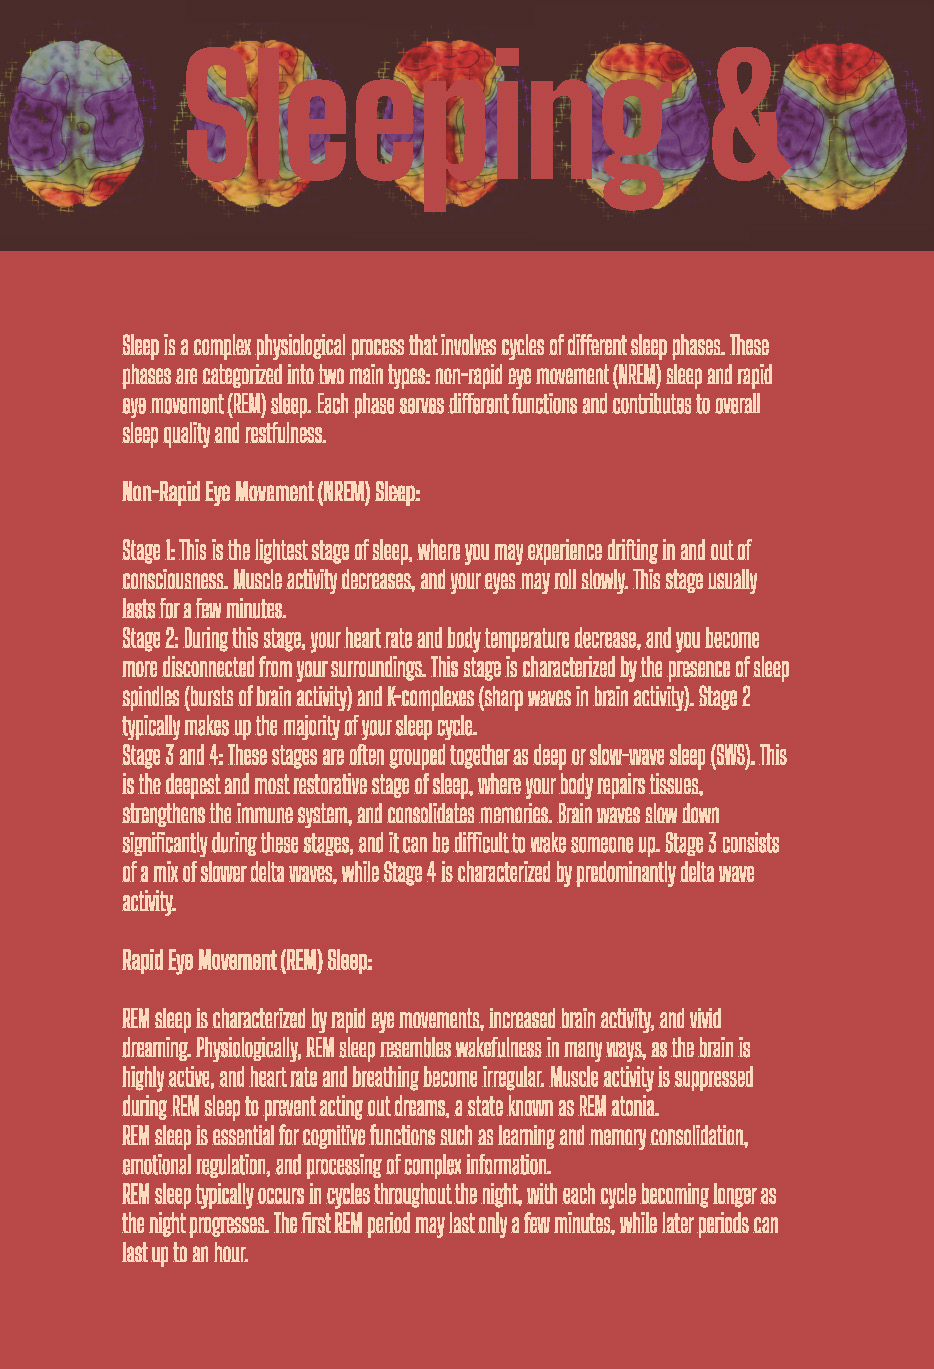 Sleeping &
Sleep is a complex physiological process that involves cycles of different sleep phases. These
phases are categorized into two main types: non-rapid eye movement (NREM) sleep and rapid
eye movement (REM) sleep. Each phase serves different functions and contributes to overall
sleep quality and restfulness.
Non-Rapid Eye Movement (NREM) Sleep:
Stage 1: This is the lightest stage of sleep, where you may experience drifting in and out of
consciousness. Muscle activity decreases, and your eyes may roll slowly. This stage usually
lasts for a few minutes.
Stage 2: During this stage, your heart rate and body temperature decrease, and you become
more disconnected from your surroundings. This stage is characterized by the presence of sleep
spindles (bursts of brain activity) and K-complexes (sharp waves in brain activity). Stage 2
typically makes up the majority of your sleep cycle.
Stage 3 and 4: These stages are often grouped together as deep or slow-wave sleep (SWS). This
is the deepest and most restorative stage of sleep, where your body repairs tissues,
strengthens the immune system, and consolidates memories. Brain waves slow down
significantly during these stages, and it can be difficult to wake someone up. Stage 3 consists
of a mix of slower delta waves, while Stage 4 is characterized by predominantly delta wave
activity.
Rapid Eye Movement (REM) Sleep:
REM sleep is characterized by rapid eye movements, increased brain activity, and vivid
dreaming. Physiologically, REM sleep resembles wakefulness in many ways, as the brain is
highly active, and heart rate and breathing become irregular. Muscle activity is suppressed
during REM sleep to prevent acting out dreams, a state known as REM atonia.
REM sleep is essential for cognitive functions such as learning and memory consolidation,
emotional regulation, and processing of complex information.
REM sleep typically occurs in cycles throughout the night, with each cycle becoming longer as
the night progresses. The first REM period may last only a few minutes, while later periods can
last up to an hour.